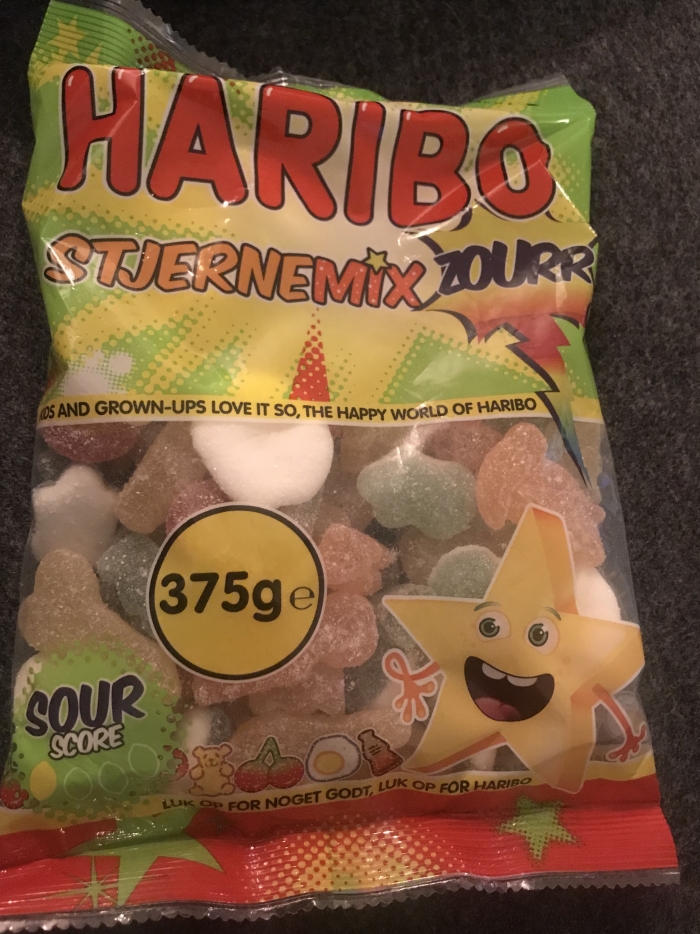 HARIBO
STJERNEMIX ZOURR
KIDS AND GROWN-UPS LOVE IT SO, THE HAPPY WORLD OF HARIBO
375g e
SOUR
SCORE
LUK OP FOR NOGET GODT, LUK OP FOR HARIBO